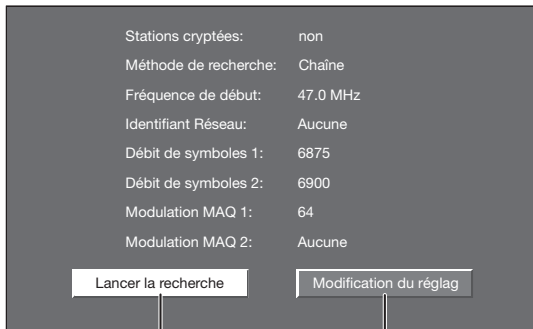 Stations cryptées: non
Méthode de recherche: Chaîne
Fréquence de début: 47.0 MHz
Identifiant Réseau: Aucune
Débit de symboles 1: 6875
Débit de symboles 2: 6900
Modulation MAQ 1: 64
Modulation MAQ 2: Aucune
Lancer la recherche Modification du réglag